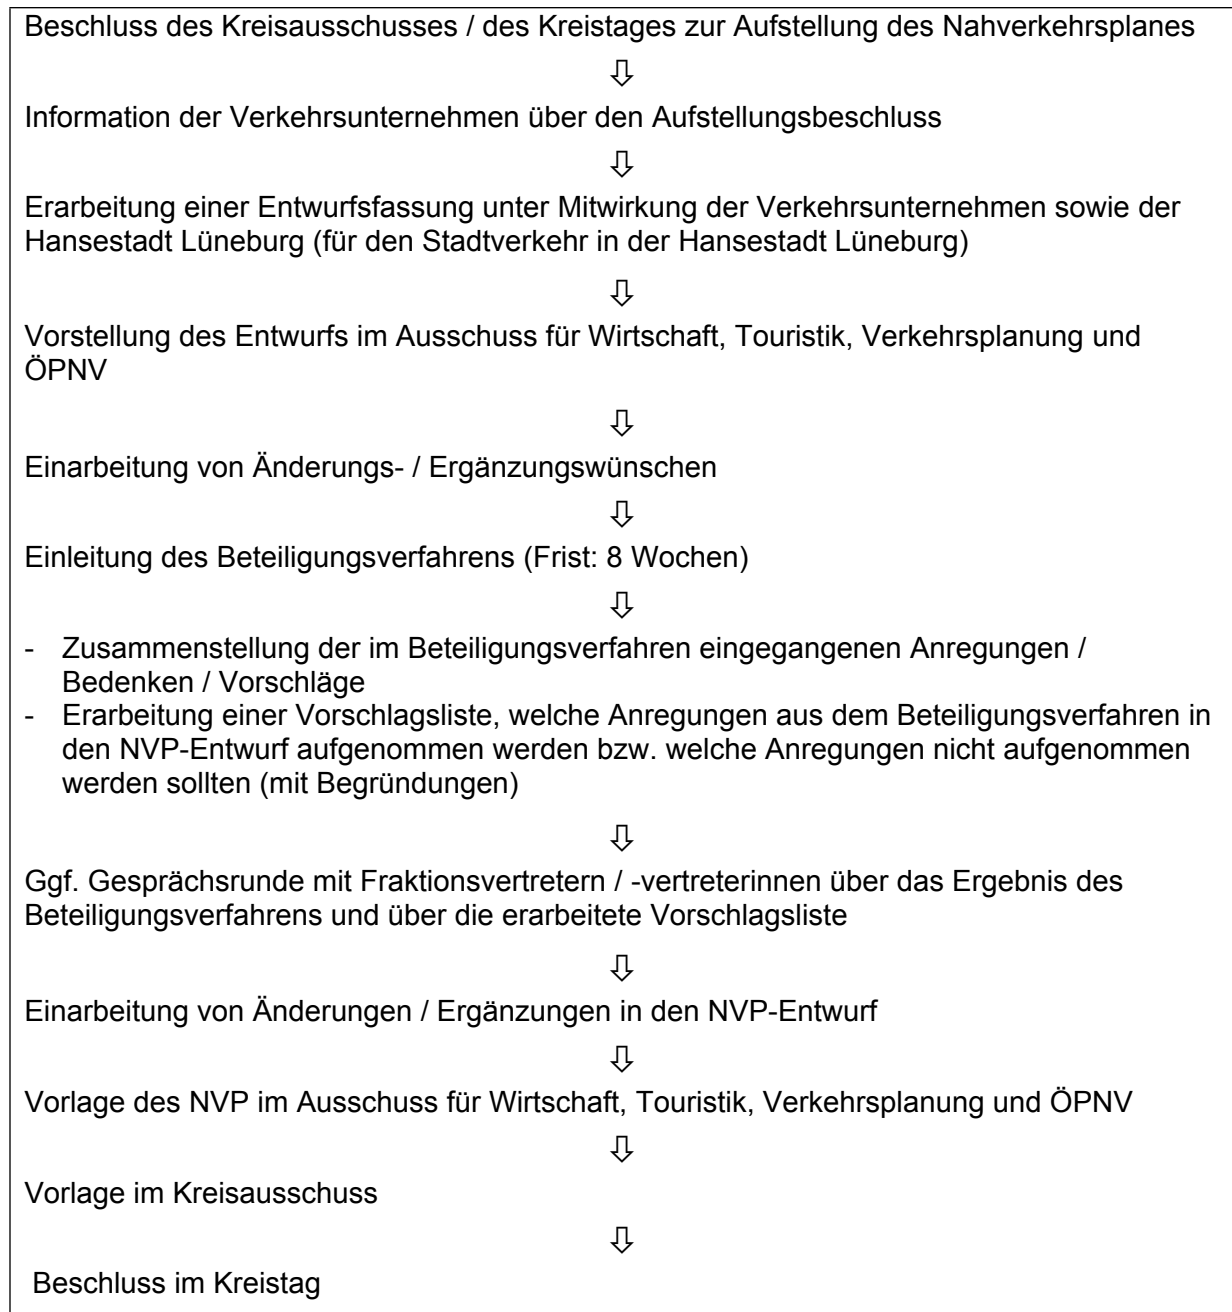 Beschluss des Kreisausschusses / des Kreistages zur Aufstellung des Nahverkehrsplanes
⇩
Information der Verkehrsunternehmen über den Aufstellungsbeschluss
⇩
Erarbeitung einer Entwurfsfassung unter Mitwirkung der Verkehrsunternehmen sowie der
Hansestadt Lüneburg (für den Stadtverkehr in der Hansestadt Lüneburg)
⇩
Vorstellung des Entwurfs im Ausschuss für Wirtschaft, Touristik, Verkehrsplanung und
ÖPNV
⇩
Einarbeitung von Änderungs- / Ergänzungswünschen
⇩
Einleitung des Beteiligungsverfahrens (Frist: 8 Wochen)
⇩
- Zusammenstellung der im Beteiligungsverfahren eingegangenen Anregungen /
Bedenken / Vorschläge
- Erarbeitung einer Vorschlagsliste, welche Anregungen aus dem Beteiligungsverfahren in
den NVP-Entwurf aufgenommen werden bzw. welche Anregungen nicht aufgenommen
werden sollten (mit Begründungen)
⇩
Ggf. Gesprächsrunde mit Fraktionsvertretern / -vertreterinnen über das Ergebnis des
Beteiligungsverfahrens und über die erarbeitete Vorschlagsliste
⇩
Einarbeitung von Änderungen / Ergänzungen in den NVP-Entwurf
⇩
Vorlage des NVP im Ausschuss für Wirtschaft, Touristik, Verkehrsplanung und ÖPNV
⇩
Vorlage im Kreisausschuss
⇩
Beschluss im Kreistag